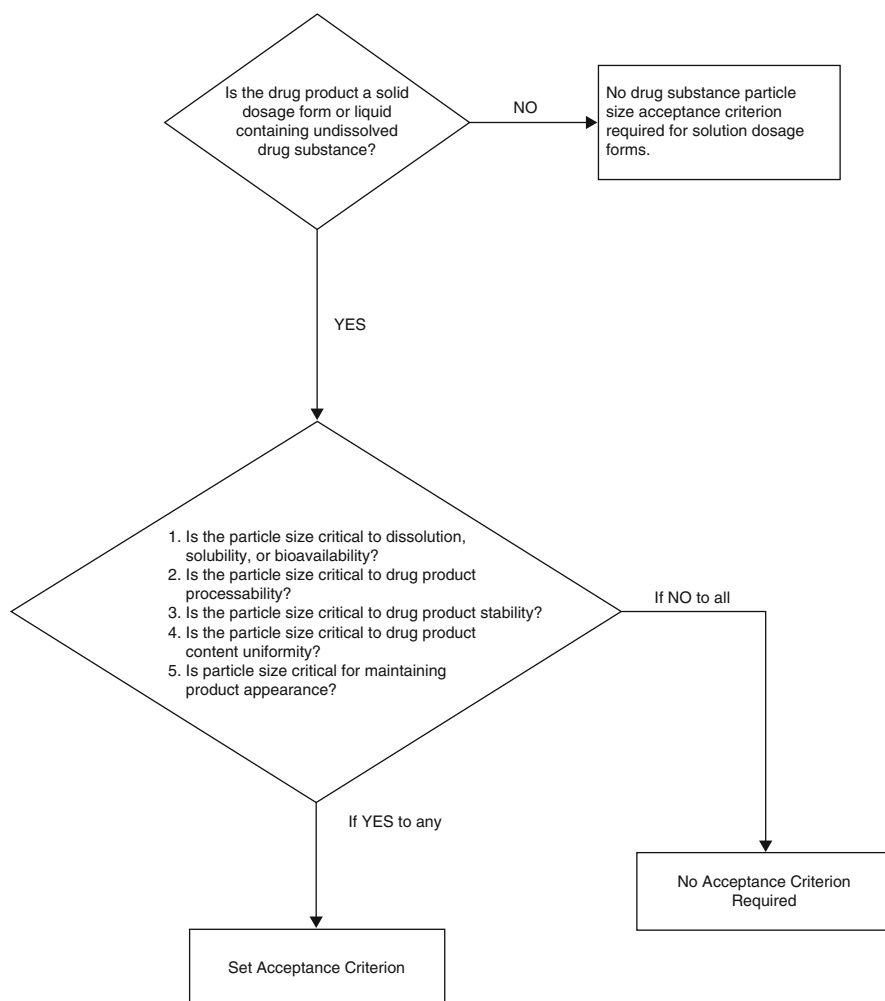 Is the drug product a solid
dosage form or liquid
containing undissolved
drug substance?
NO
No drug substance particle
size acceptance criterion
required for solution dosage
forms.
YES
1. Is the particle size critical to dissolution,
solubility, or bioavailability?
2. Is the particle size critical to drug product
processability?
3. Is the particle size critical to drug product stability?
4. Is the particle size critical to drug product
content uniformity?
5. Is particle size critical for maintaining
product appearance?
If NO to all
If YES to any
No Acceptance Criterion
Required
Set Acceptance Criterion